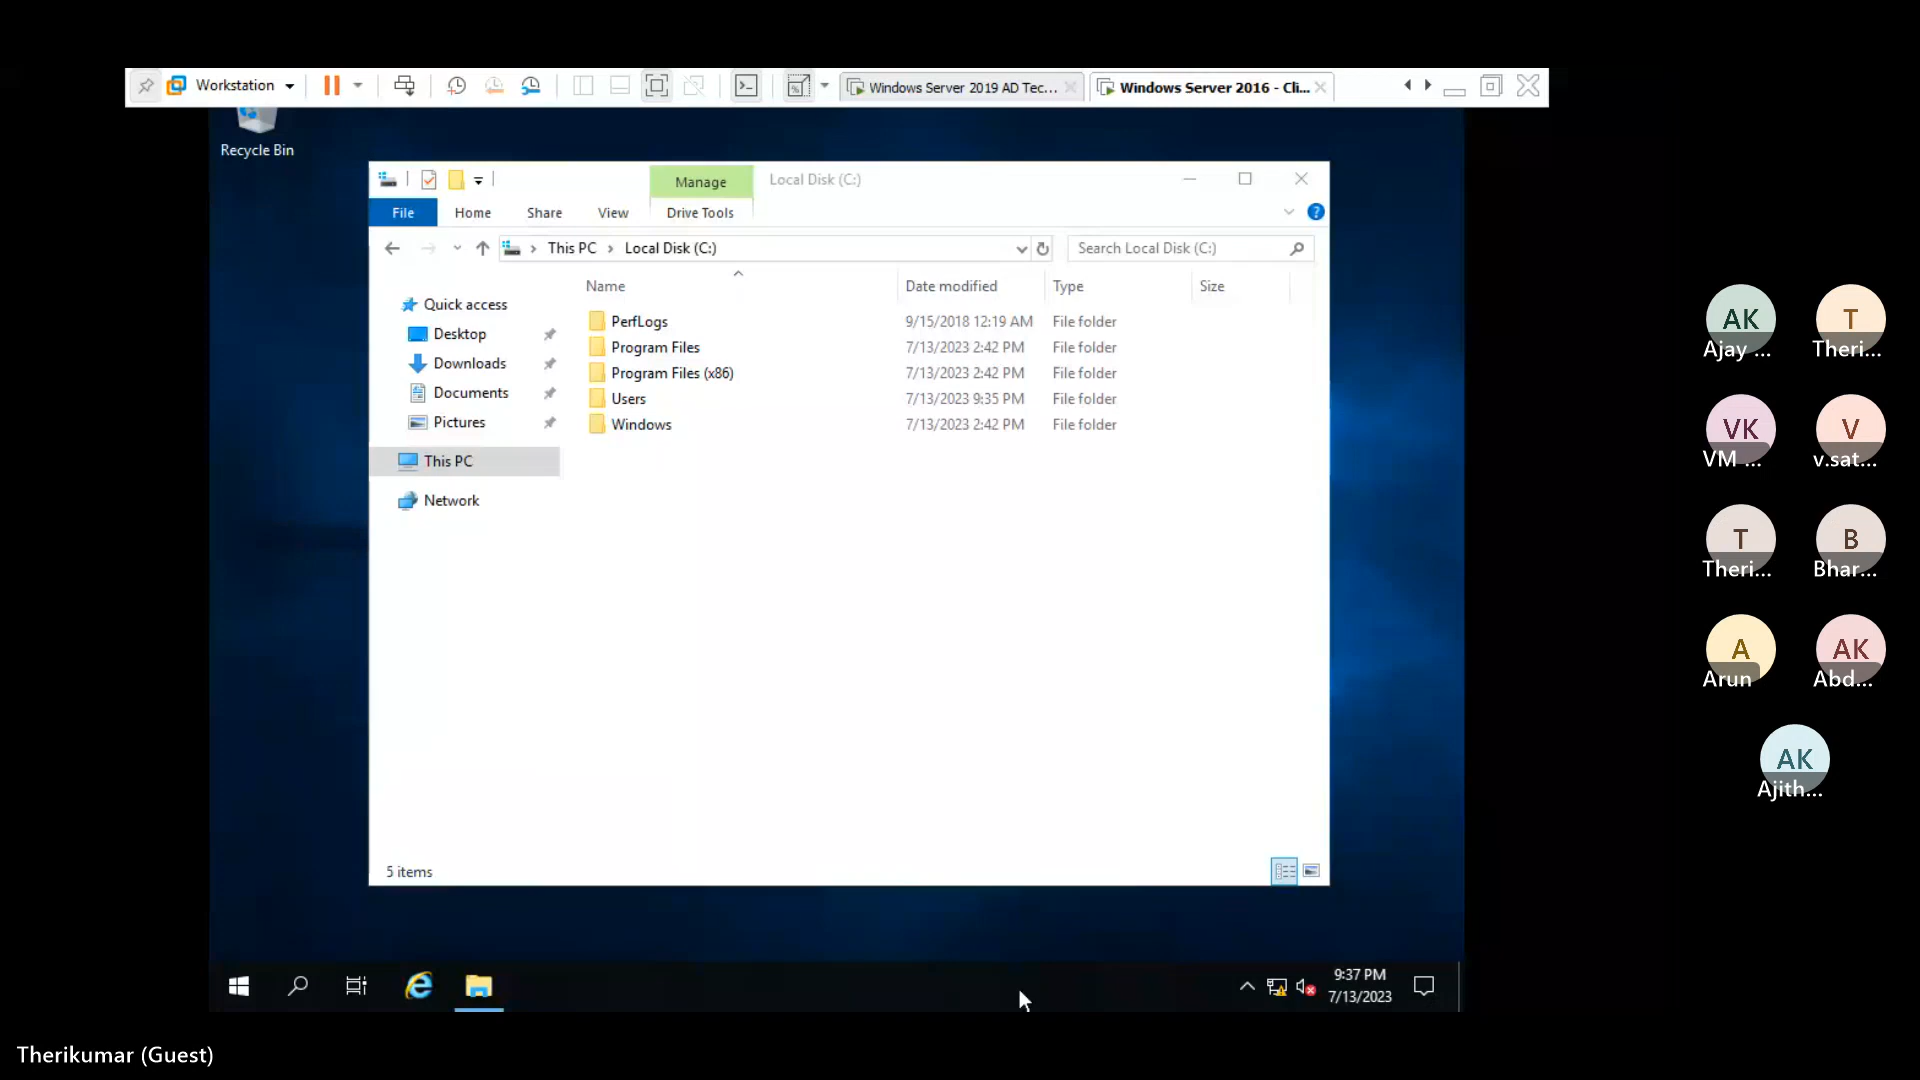 Workstation
Windows Server 2019 AD Tec...
Windows Server 2016 - Cli...
Recycle Bin
Manage
Local Disk (C:)
File
Home
Share
View
Drive Tools
This PC
Local Disk (C:)
Search Local Disk (C:)
Name
Date modified
Type
Size
Quick access
Desktop
Downloads
Documents
Pictures
This PC
Network
PerfLogs 9/15/2018 12:19 AM File folder
Program Files 7/13/2023 2:42 PM File folder
Program Files (x86) 7/13/2023 2:42 PM File folder
Users 7/13/2023 9:35 PM File folder
Windows 7/13/2023 2:42 PM File folder
5 items
9:37 PM
7/13/2023
AK
Ajay ...
T
Theri...
VK
VM ...
V
v.sat...
T
Theri...
B
Bhar...
A
Arun
AK
Abd...
AK
Ajith...
Therikumar (Guest)